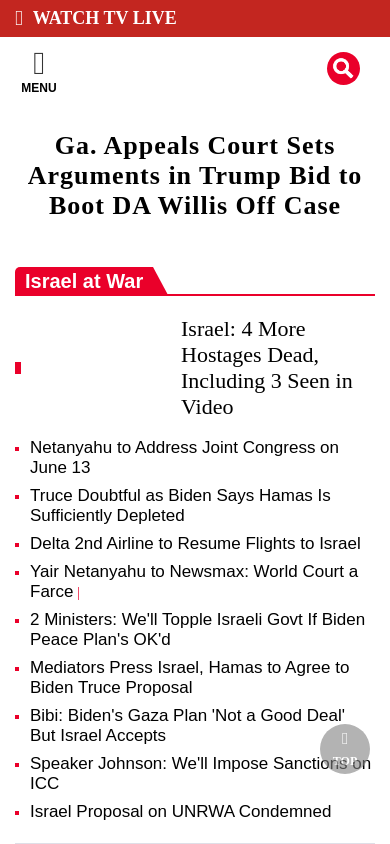 WATCH TV LIVE
MENU
Ga. Appeals Court Sets
Arguments in Trump Bid to
Boot DA Willis Off Case
Israel at War
Israel: 4 More
Hostages Dead,
Including 3 Seen in
Video
Netanyahu to Address Joint Congress on
June 13
Truce Doubtful as Biden Says Hamas Is
Sufficiently Depleted
Delta 2nd Airline to Resume Flights to Israel
Yair Netanyahu to Newsmax: World Court a
Farce |
2 Ministers: We'll Topple Israeli Govt If Biden
Peace Plan's OK'd
Mediators Press Israel, Hamas to Agree to
Biden Truce Proposal
Bibi: Biden's Gaza Plan 'Not a Good Deal'
But Israel Accepts
Speaker Johnson: We'll Impose Sanctions on
ICC
TOP
Israel Proposal on UNRWA Condemned